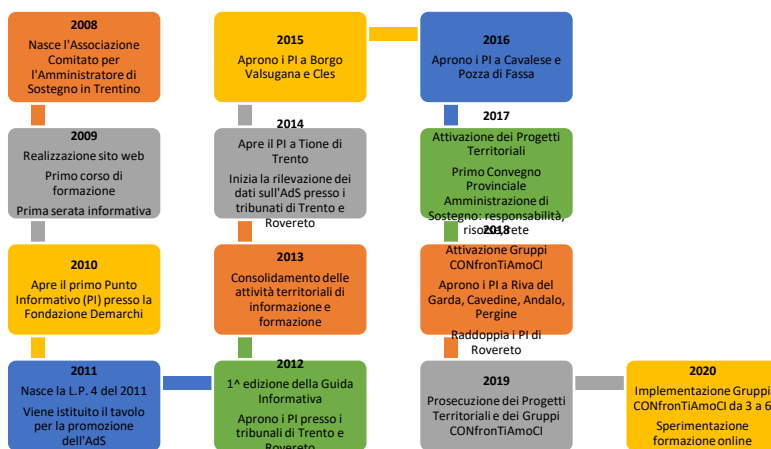 2008
Nasce l'Associazione
Comitato per
l'Amministratore di
Sostegno in Trentino
2009
Realizzazione sito web
Primo corso di
formazione
Prima serata informativa
2010
Apre il primo Punto
Informativo (PI) presso la
Fondazione Demarchi
2011
Nasce la L.P. 4 del 2011
Viene istituito il tavolo
per la promozione
dell'AdS
2012
1^ edizione della Guida
Informativa
Aprono i PI presso i
tribunali di Trento e
Rovereto
2013
Consolidamento delle
attività territoriali di
informazione e
formazione
2014
Apre il PI a Tione di
Trento
Inizia la rilevazione dei
dati sull'AdS presso i
tribunati di Trento e
Rovereto
2015
Aprono i PI a Borgo
Valsugana e Cles
2016
Aprono i PI a Cavalese e
Pozza di Fassa
2017
Attivazione dei Progetti
Territoriali
Primo Convegno
Provinciale
Amministrazione di
Sostegno: responsabilità,
risorse, rete
2018
Attivazione Gruppi
CONfronTiAmoCI
Aprono i PI a Riva del
Garda, Cavedine, Andalo,
Pergine
Raddoppia i PI di
Rovereto
2019
Prosecuzione dei Progetti
Territoriali e dei Gruppi
CONfronTiAmoCI
2020
Implementazione Gruppi
CONfronTiAmoCI da 3 a 6
Sperimentazione
formazione online